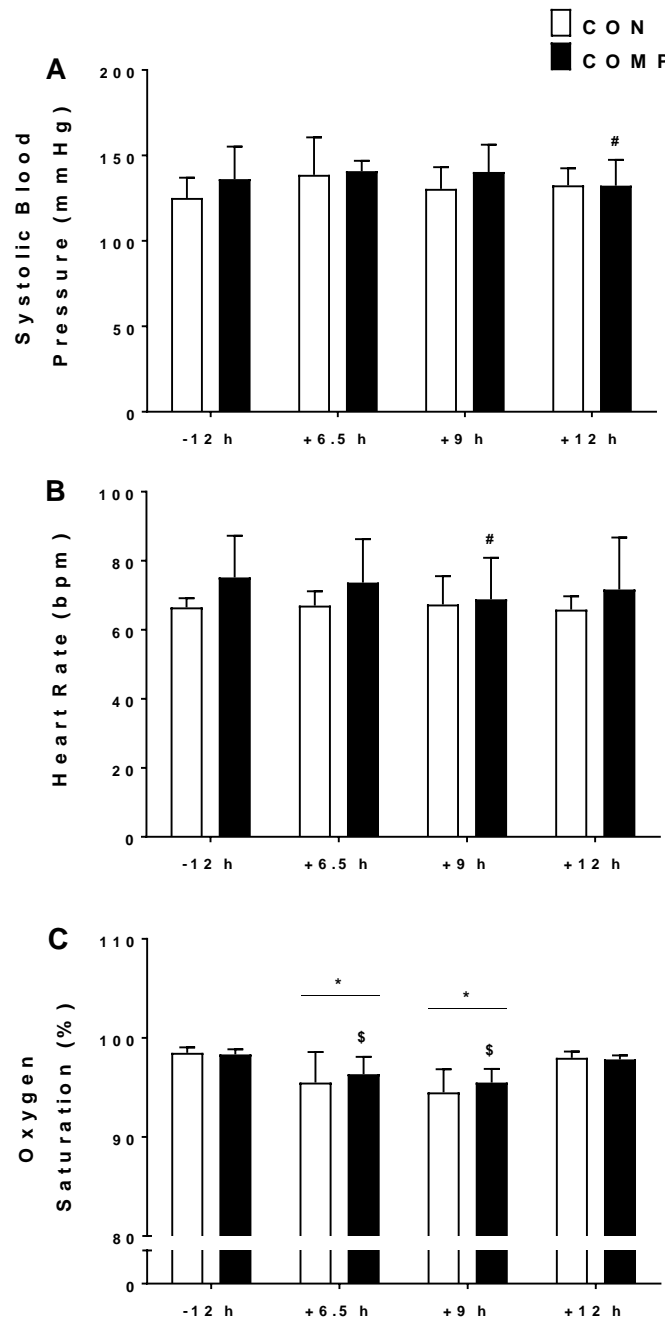 CON
COMP
A
Systolic Blood
Pressure (mmHg)
200
150
100
50
0
#
-12 h
+6.5 h
+9 h
+12 h
B
Heart Rate (bpm)
100
80
60
40
20
0
#
-12 h
+6.5 h
+9 h
+12 h
C
Oxygen
Saturation (%)
110
100
90
80
80
0
* *
$ $
-12 h
+6.5 h
+9 h
+12 h